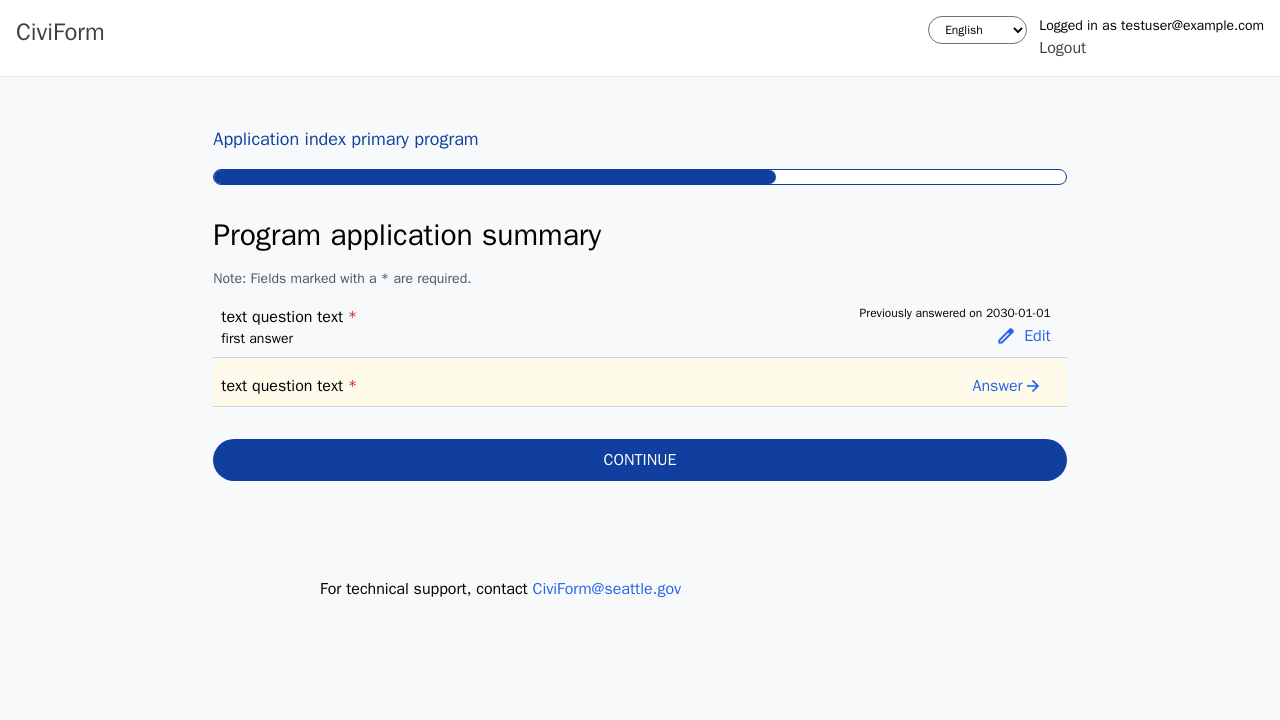 CiviForm
English
Logged in as testuser@example.com
Logout
Application index primary program
Program application summary
Note: Fields marked with a * are required.
text question text *
first answer
Previously answered on 2030-01-01
Edit
text question text *
Answer
CONTINUE
For technical support, contact CiviForm@seattle.gov